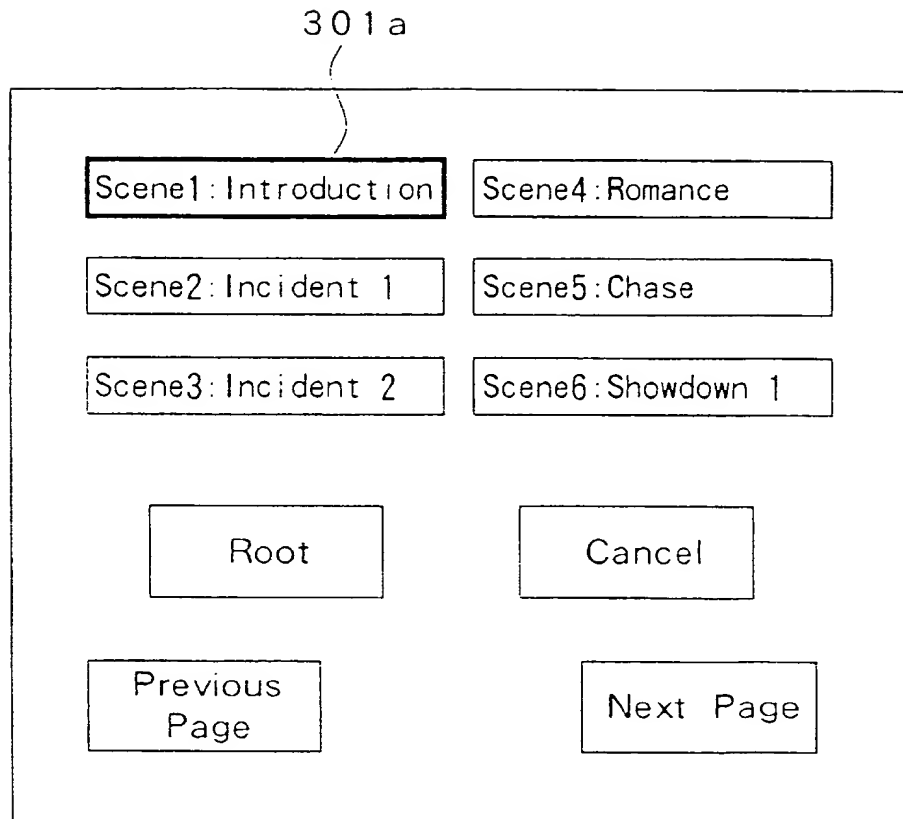 301a
Scene1:Introduction
Scene4:Romance
Scene2:Incident 1
Scene5:Chase
Scene3:Incident 2
Scene6:Showdown 1
Root
Cancel
Previous
Page
Next Page